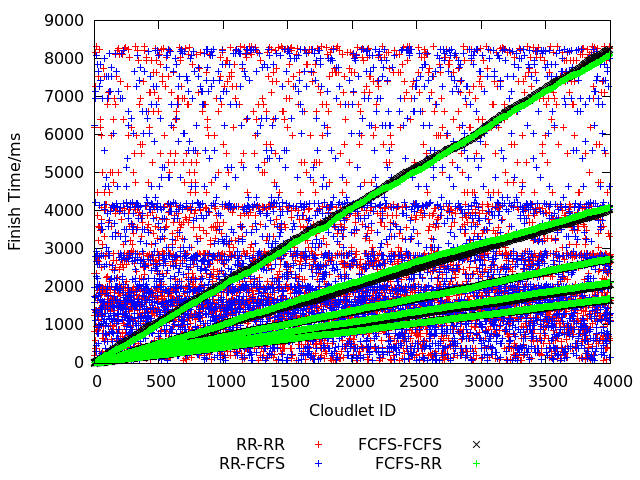 9000
8000
7000
6000
5000
4000
3000
2000
1000
0
Finish Time/ms
0 500 1000 1500 2000 2500 3000 3500 4000
Cloudlet ID
RR-RR FCFS-FCFS
RR-FCFS FCFS-RR